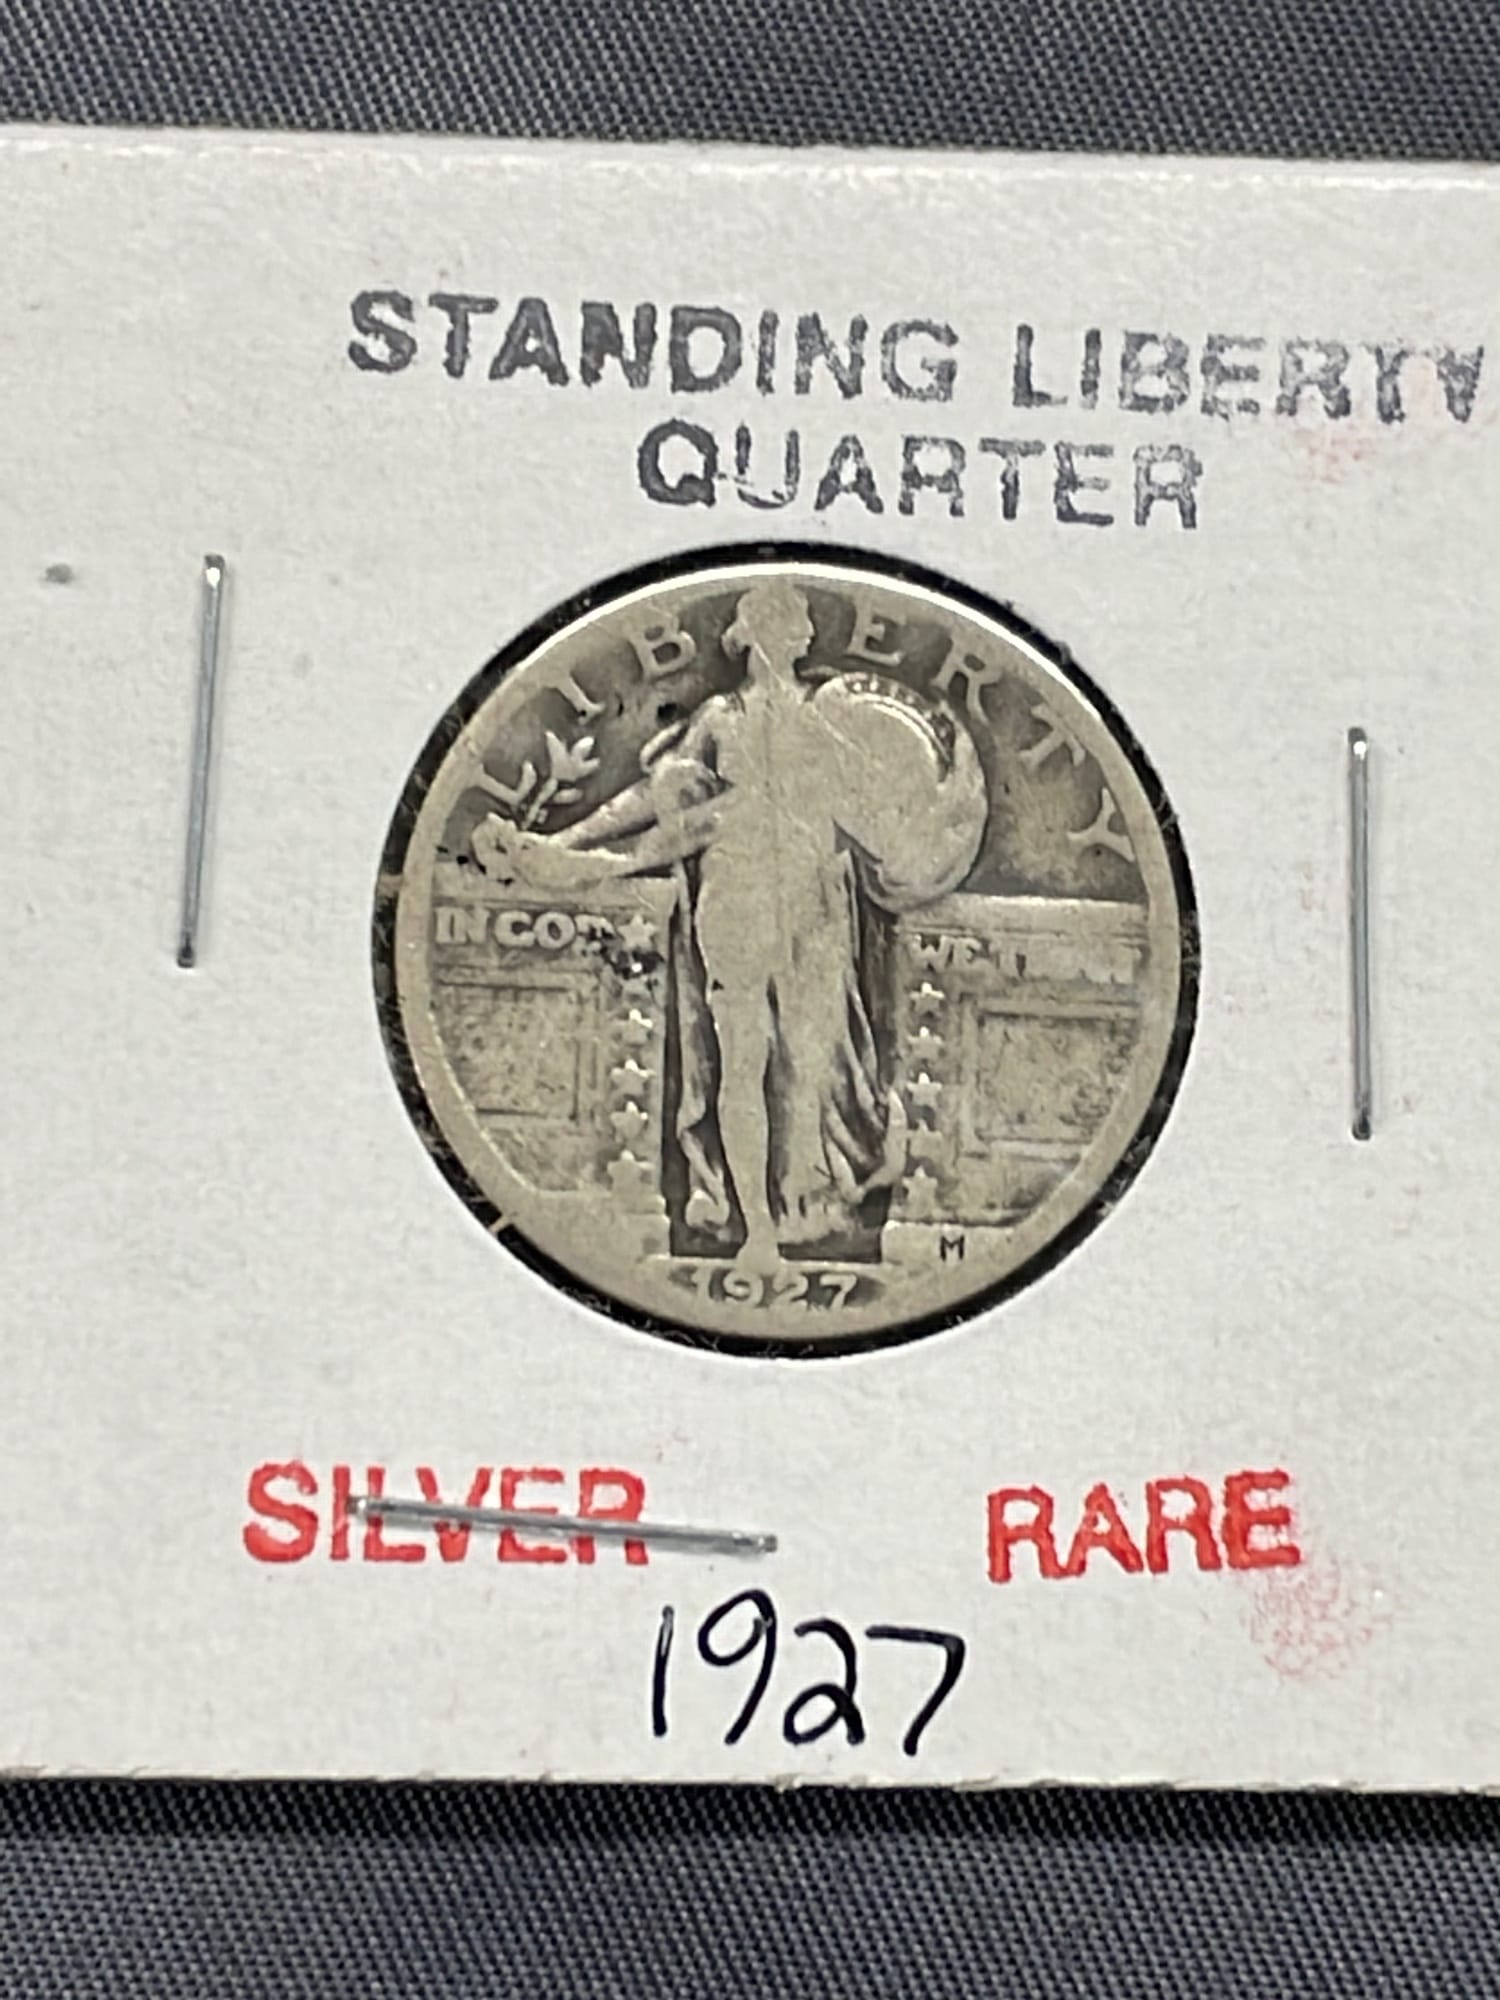 STANDING LIBERTY
QUARTER
LIBERTY
IN GOD WE TRUST
M
1927
SILVER RARE
1927